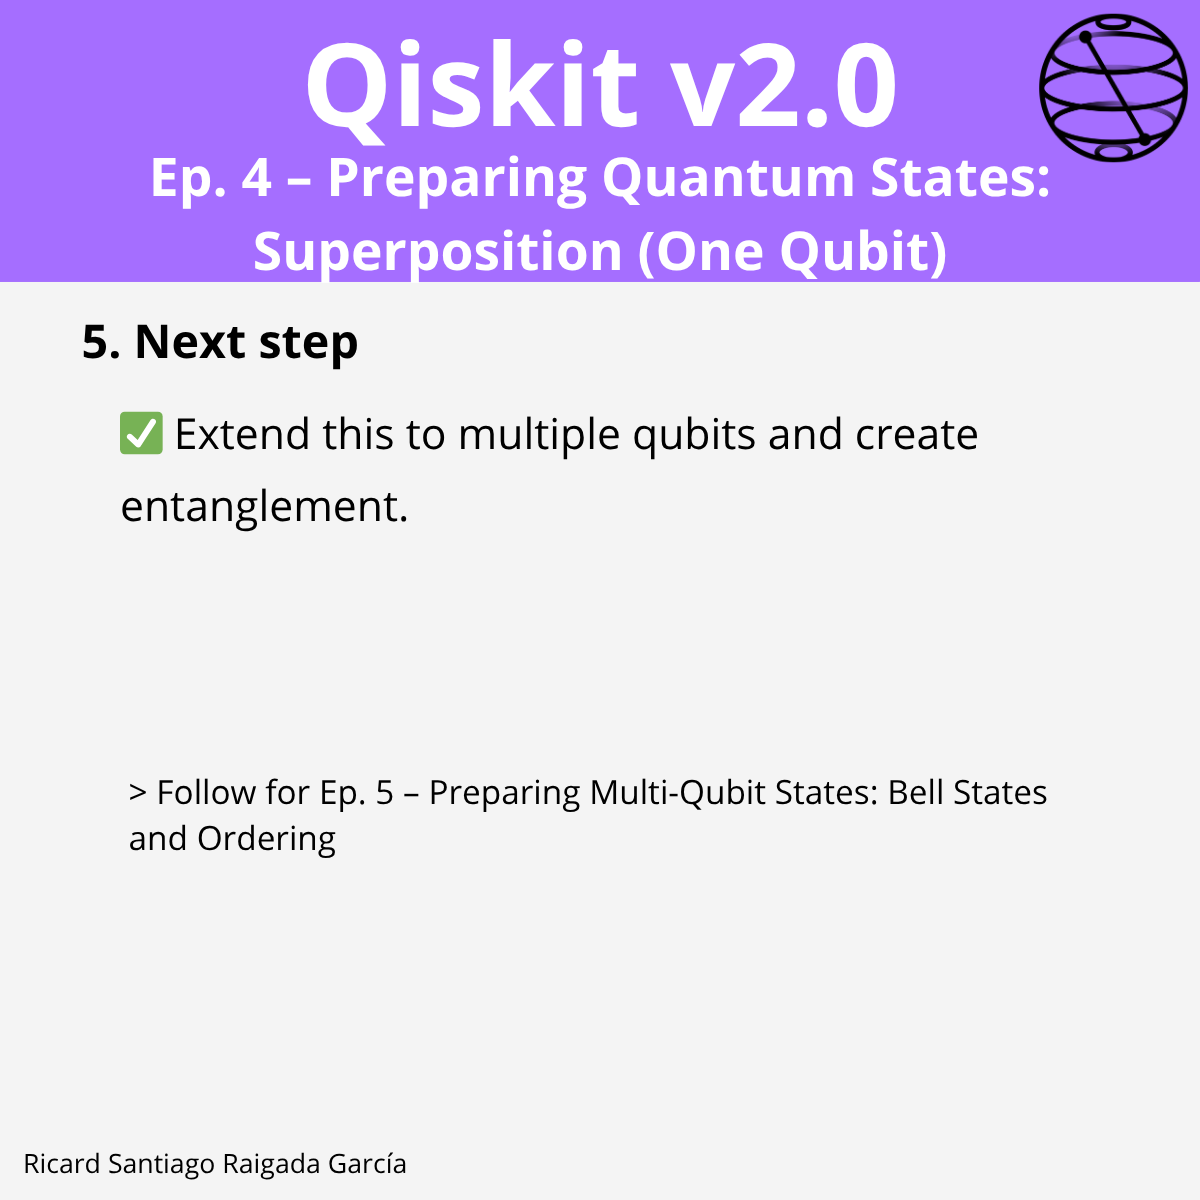 Qiskit v2.0
Ep. 4 – Preparing Quantum States:
Superposition (One Qubit)
5. Next step
✅ Extend this to multiple qubits and create
entanglement.
> Follow for Ep. 5 – Preparing Multi-Qubit States: Bell States
and Ordering
Ricard Santiago Raigada García